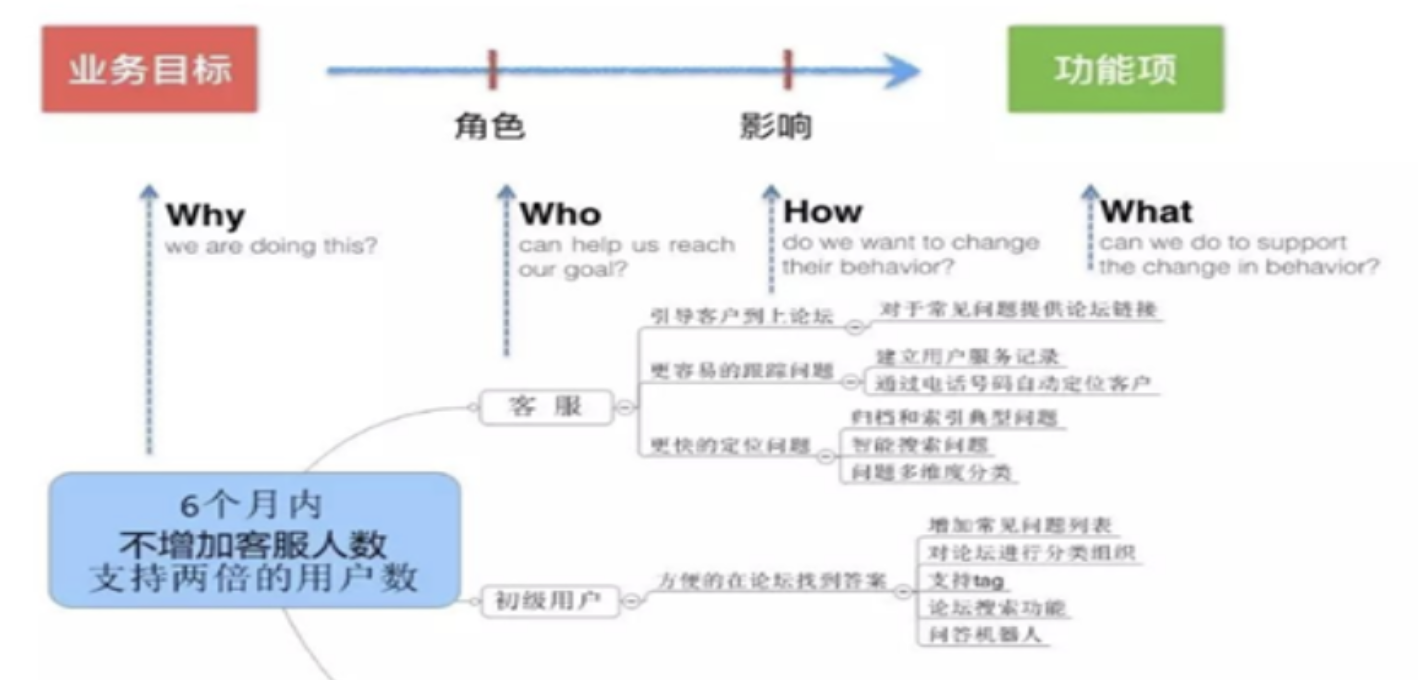 业务目标
角色
影响
功能项
Why
we are doing this?
Who
can help us reach
our goal?
How
do we want to change
their behavior?
What
can we do to support
the change in behavior?
引导客户到上论坛
对于常见问题提供论坛链接
更容易的跟踪问题
建立用户服务记录
通过电话号码自动定位客户
客 服
更快的定位问题
归档和索引典型问题
智能搜索问题
问题多维度分类
6个月内
不增加客服人数
支持两倍的用户数
初级用户
方便的在论坛找到答案
增加常见问题列表
对论坛进行分类组织
支持tag
论坛搜索功能
问答机器人